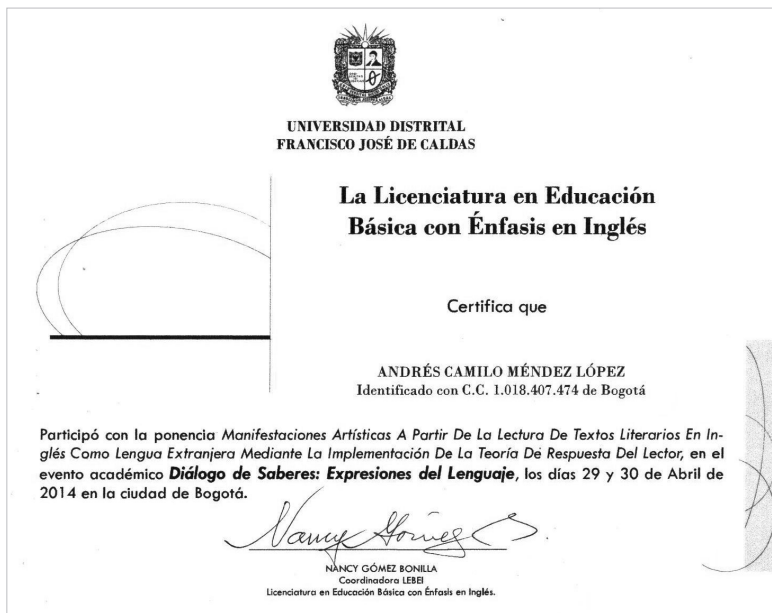 UNIVERSIDAD DISTRITAL
FRANCISCO JOSÉ DE CALDAS
La Licenciatura en Educación
Básica con Énfasis en Inglés
Certifica que
ANDRÉS CAMILO MÉNDEZ LÓPEZ
Identificado con C.C. 1.018.407.474 de Bogotá
Participó con la ponencia Manifestaciones Artísticas A Partir De La Lectura De Textos Literarios En In-
glés Como Lengua Extranjera Mediante La Implementación De La Teoría De Respuesta Del Lector, en el
evento académico Diálogo de Saberes: Expresiones del Lenguaje, los días 29 y 30 de Abril de
2014 en la ciudad de Bogotá.
Nancy Gómez B.
NANCY GÓMEZ BONILLA
Coordinadora LEBEI
Licenciatura en Educación Básica con Énfasis en Inglés.